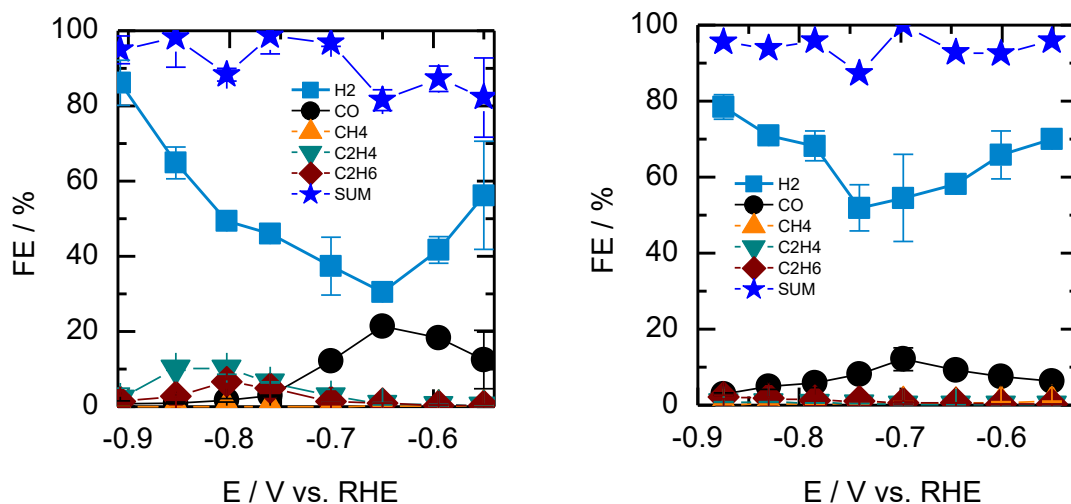 100
80
60
40
20
0
FE / %
H2
CO
CH4
C2H4
C2H6
SUM
-0.9
-0.8
-0.7
-0.6
E / V vs. RHE
100
80
60
40
20
0
FE / %
H2
CO
CH4
C2H4
C2H6
SUM
-0.9
-0.8
-0.7
-0.6
E / V vs. RHE